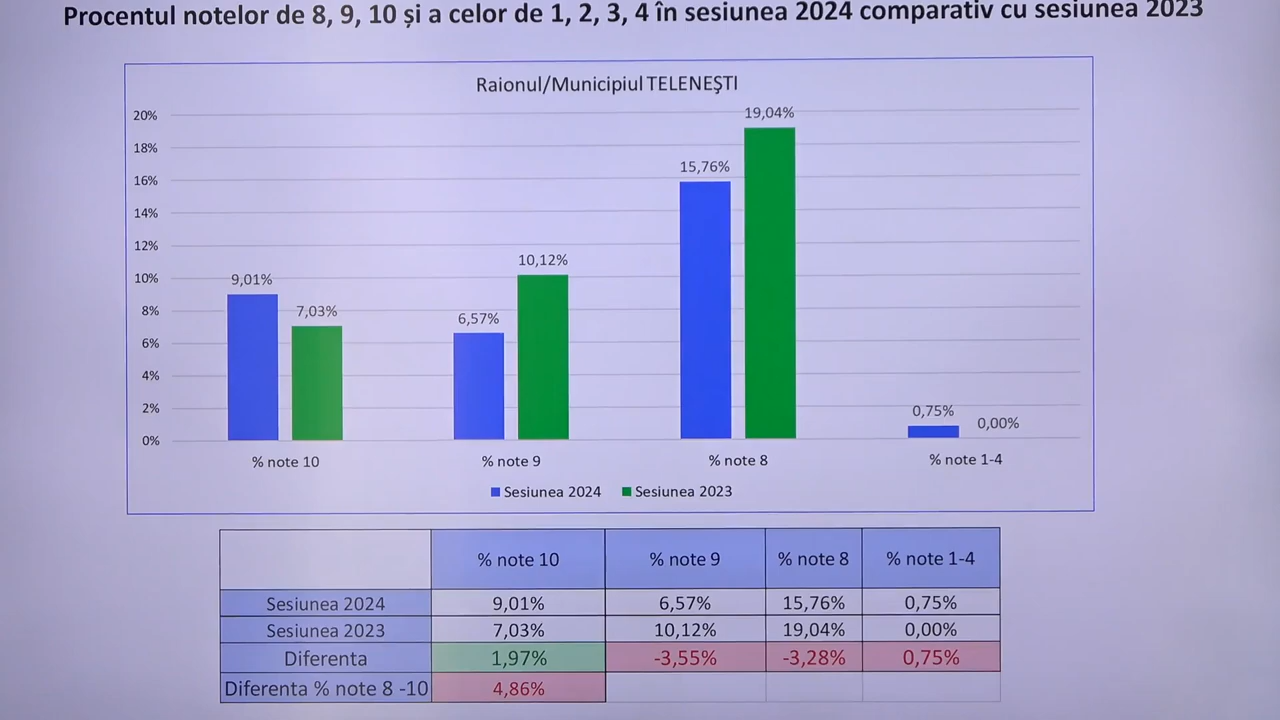 Procentul notelor de 8, 9, 10 și a celor de 1, 2, 3, 4 în sesiunea 2024 comparativ cu sesiunea 2023
Raionul/Municipiul TELENEȘTI
20%
18%
16%
14%
12%
10%
8%
6%
4%
2%
0%
9,01%
7,03%
6,57%
10,12%
15,76%
19,04%
0,75%
0,00%
% note 10
% note 9
% note 8
% note 1-4
Sesiunea 2024
Sesiunea 2023
% note 10 % note 9 % note 8 % note 1-4
Sesiunea 2024 9,01% 6,57% 15,76% 0,75%
Sesiunea 2023 7,03% 10,12% 19,04% 0,00%
Diferenta 1,97% -3,55% -3,28% 0,75%
Diferenta % note 8 -10 4,86%